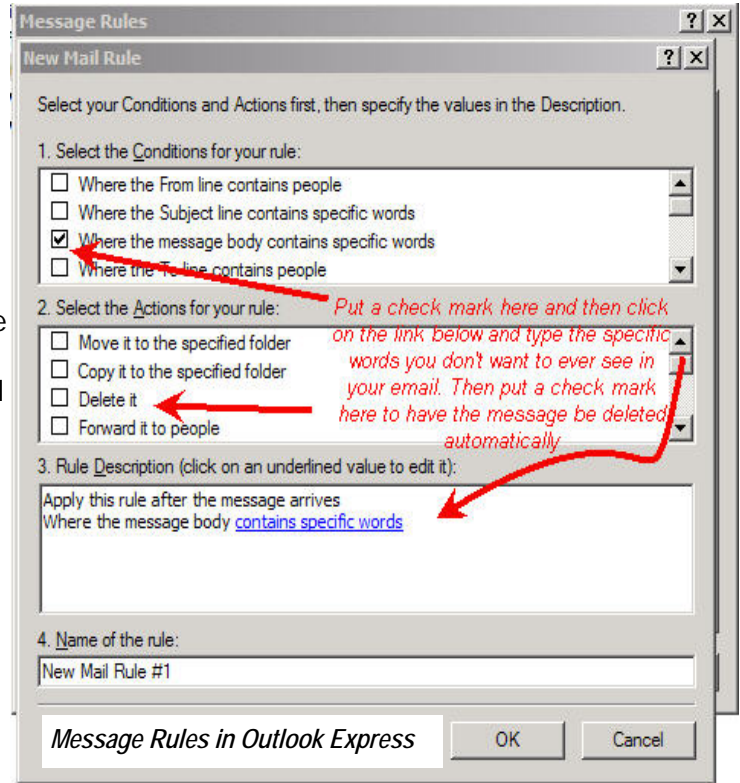 Message Rules
New Mail Rule
Select your Conditions and Actions first, then specify the values in the Description.
1. Select the Conditions for your rule:
Where the From line contains people
Where the Subject line contains specific words
Where the message body contains specific words
Where the To line contains people
2. Select the Actions for your rule:
Move it to the specified folder
Copy it to the specified folder
Delete it
Forward it to people
Put a check mark here and then click
on the link below and type the specific
words you don't want to ever see in
your email. Then put a check mark
here to have the message be deleted
automatically
3. Rule Description (click on an underlined value to edit it):
Apply this rule after the message arrives
Where the message body contains specific words
4. Name of the rule:
New Mail Rule #1
Message Rules in Outlook Express
OK
Cancel